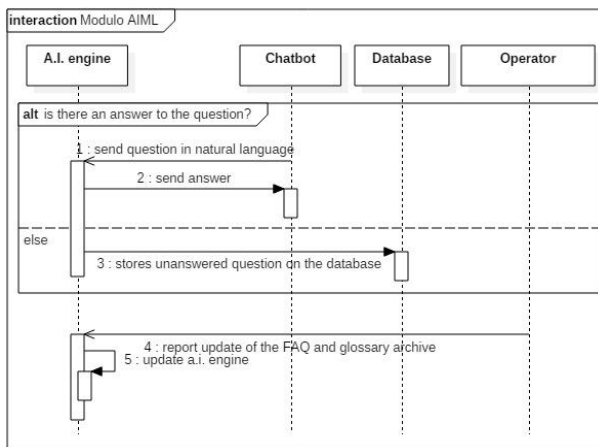 interaction Modulo AIML
A.I. engine
Chatbot
Database
Operator
alt is there an answer to the question?
1 : send question in natural language
2 : send answer
else
3 : stores unanswered question on the database
4 : report update of the FAQ and glossary archive
5 : update a.i. engine